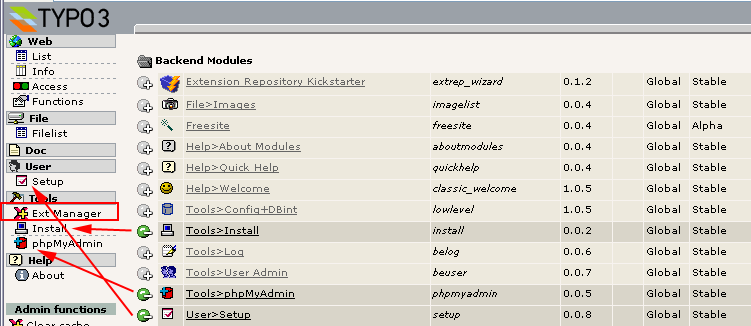 TYPO3
Web
List
Info
Access
Functions
File
Filelist
Doc
User
Setup
Tools
Ext Manager
Install
phpMyAdmin
Help
About
Admin functions
Clear cache
Backend Modules
Extension Repository Kickstarter extrep_wizard 0.1.2 Global Stable
File>Images imagelist 0.0.4 Global Stable
Freesite freesite 0.0.4 Global Alpha
Help>About Modules aboutmodules 0.0.4 Global Stable
Help>Quick Help quickhelp 0.0.4 Global Stable
Help>Welcome classic_welcome 1.0.5 Global Stable
Tools>Config+DBint lowlevel 1.0.5 Global Stable
Tools>Install install 0.0.2 Global Stable
Tools>Log belog 0.0.6 Global Stable
Tools>User Admin beuser 0.0.7 Global Stable
Tools>phpMyAdmin phpmyadmin 0.0.5 Global Stable
User>Setup setup 0.0.8 Global Stable